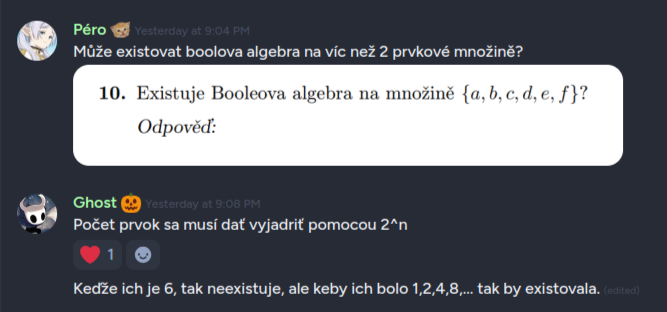 Péro Yesterday at 9:04 PM
Může existovat boolova algebra na víc než 2 prvkové množině?
10. Existuje Booleova algebra na množině {a, b, c, d, e, f}?
Odpověď:
Ghost Yesterday at 9:08 PM
Počet prvok sa musí dať vyjadriť pomocou 2^n
1
Keďže ich je 6, tak neexistuje, ale keby ich bolo 1,2,4,8,... tak by existovala. (edited)